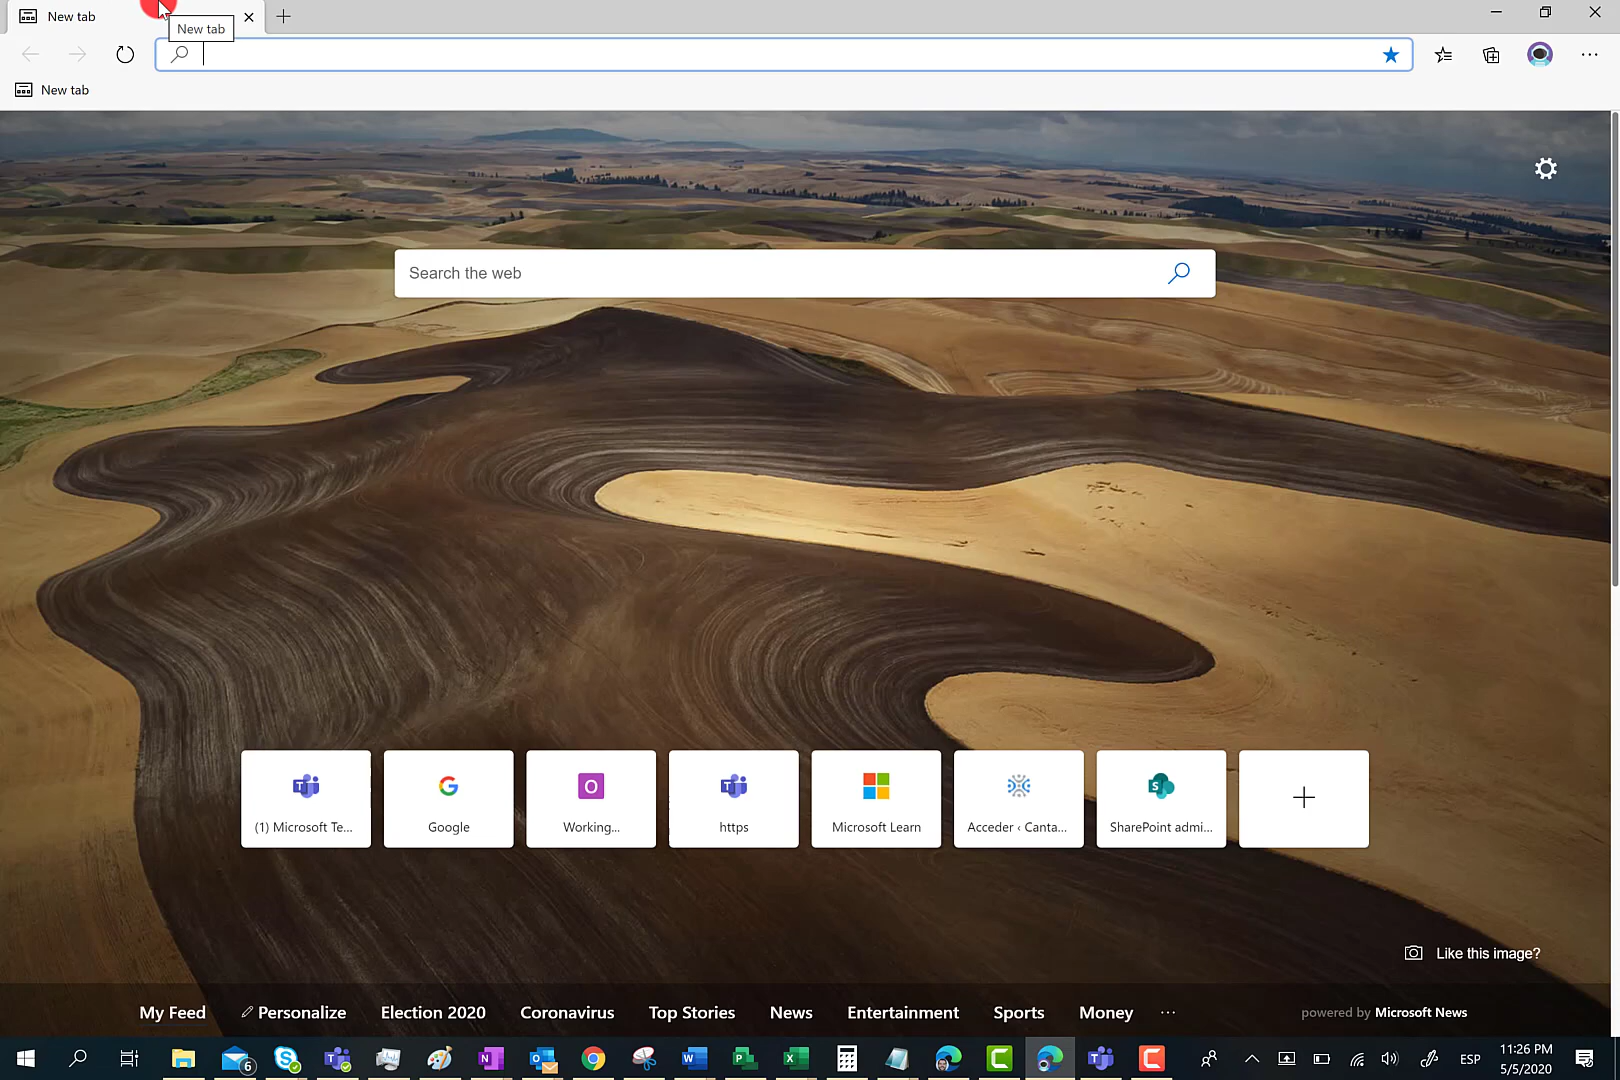 New tab
New tab
New tab
Search the web
(1) Microsoft Te...
Google
Working...
https
Microsoft Learn
Acceder ‹ Canta...
SharePoint admi...
Like this image?
My Feed
Personalize
Election 2020
Coronavirus
Top Stories
News
Entertainment
Sports
Money
powered by Microsoft News
6
ESP
11:26 PM
5/5/2020